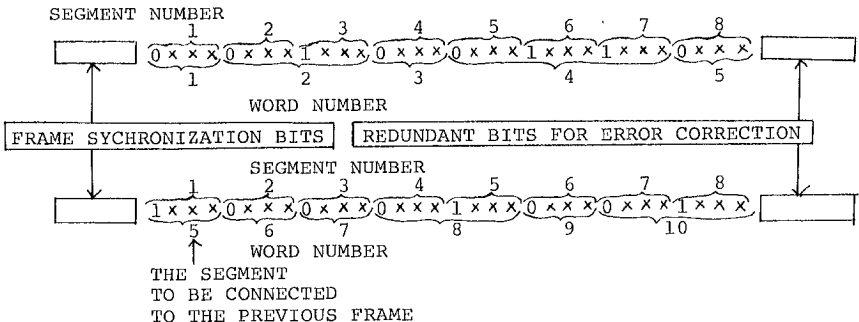 SEGMENT NUMBER
1 2 3 4 5 6 7 8
0 x x x 0 x x x 1 x x x 0 x x x 0 x x x 1 x x x 1 x x x 0 x x x
1 2 3 4 5
WORD NUMBER
FRAME SYCHRONIZATION BITS REDUNDANT BITS FOR ERROR CORRECTION
SEGMENT NUMBER
1 2 3 4 5 6 7 8
1 x x x 0 x x x 0 x x x 0 x x x 1 x x x 0 x x x 0 x x x 1 x x x
5 6 7 8 9 10
WORD NUMBER
THE SEGMENT
TO BE CONNECTED
TO THE PREVIOUS FRAME